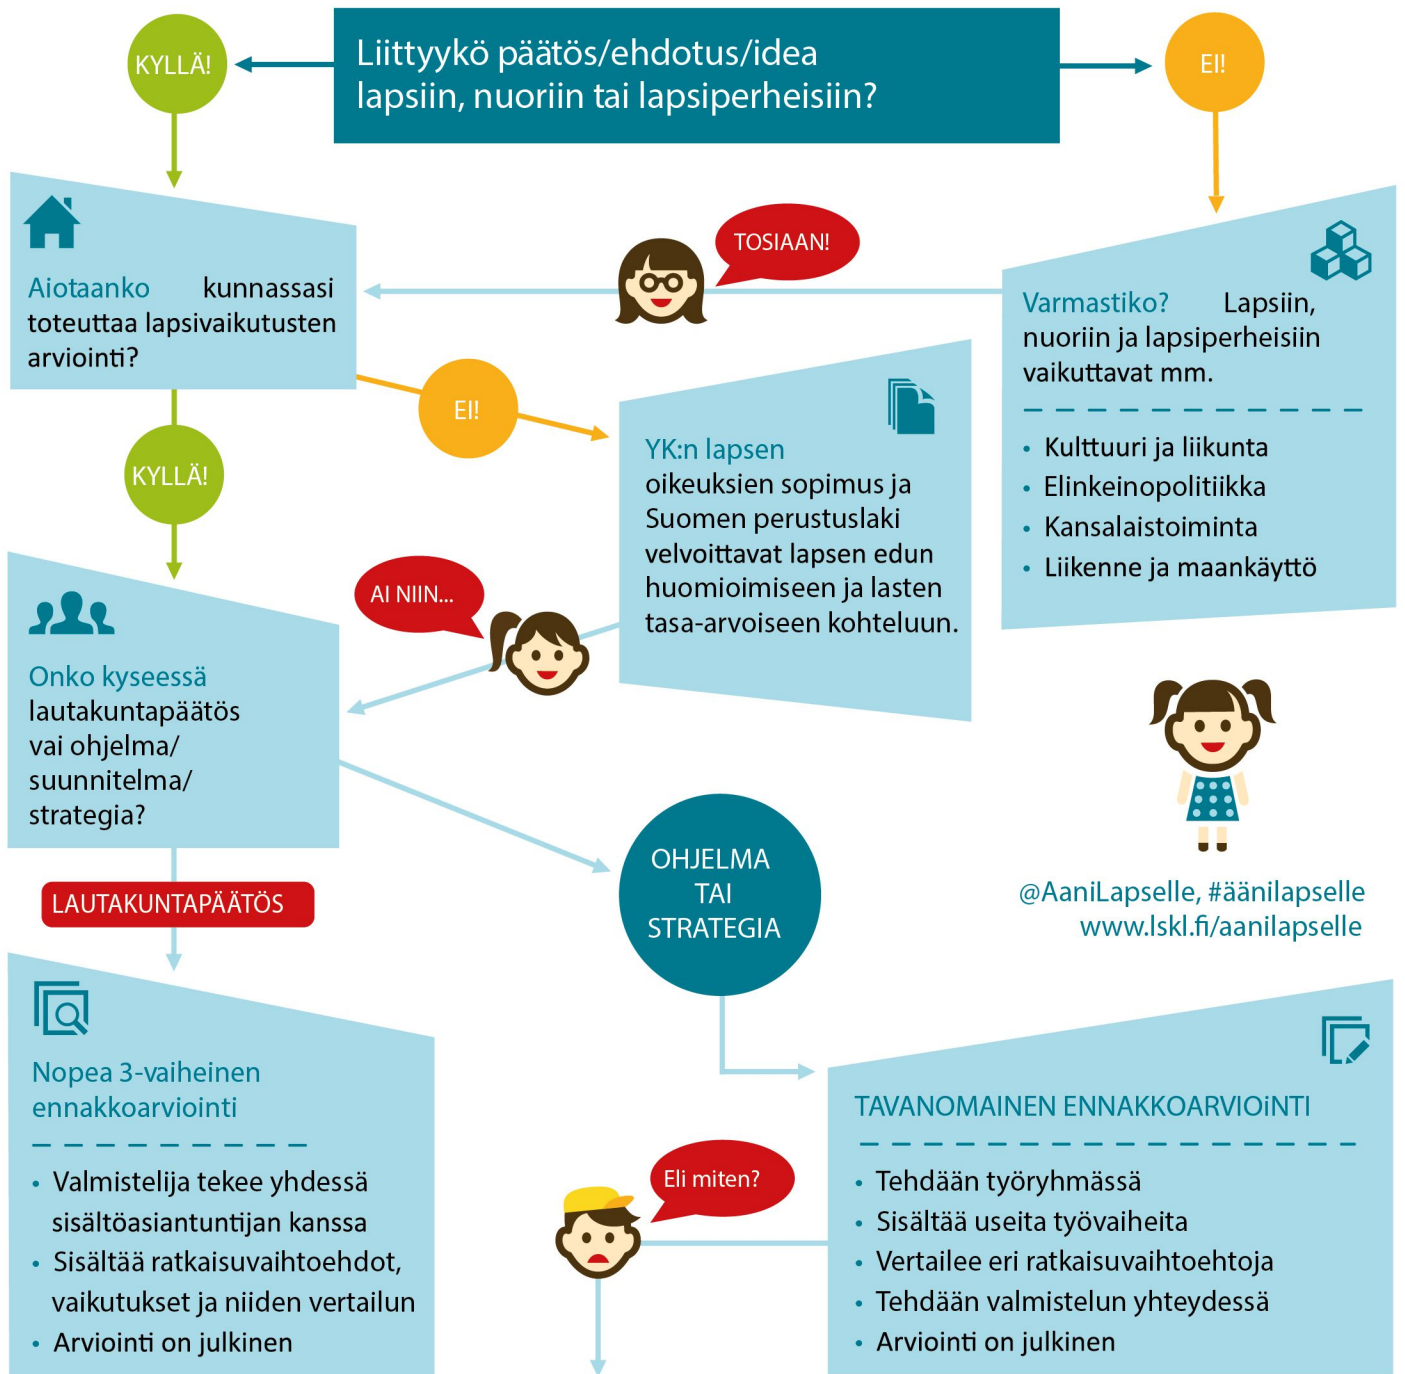 KYLLÄ!
Liittyykö päätös/ehdotus/idea
lapsiin, nuoriin tai lapsiperheisiin?
EI!
TOSIAAN!
Aiotaanko kunnassasi
toteuttaa lapsivaikutusten
arviointi?
Varmastiko? Lapsiin,
nuoriin ja lapsiperheisiin
vaikuttavat mm.
• Kulttuuri ja liikunta
• Elinkeinopolitiikka
• Kansalaistoiminta
• Liikenne ja maankäyttö
EI!
KYLLÄ!
YK:n lapsen
oikeuksien sopimus ja
Suomen perustuslaki
velvoittavat lapsen edun
huomioimiseen ja lasten
tasa-arvoiseen kohteluun.
AI NIIN...
Onko kyseessä
lautakuntapäätös
vai ohjelma/
suunnitelma/
strategia?
LAUTAKUNTAPÄÄTÖS
OHJELMA
TAI
STRATEGIA
@AaniLapselle, #äänilapselle
www.lskl.fi/aanilapselle
Nopea 3-vaiheinen
ennakkoarviointi
• Valmistelija tekee yhdessä
sisältöasiantuntijan kanssa
• Sisältää ratkaisuvaihtoehdot,
vaikutukset ja niiden vertailun
• Arviointi on julkinen
Eli miten?
TAVANOMAINEN ENNAKKOARVIOiNTI
• Tehdään työryhmässä
• Sisältää useita työvaiheita
• Vertailee eri ratkaisuvaihtoehtoja
• Tehdään valmistelun yhteydessä
• Arviointi on julkinen